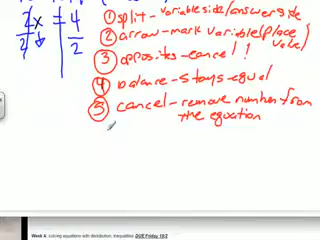 2x = 4
2 2
① split - variable side/answer side
② arrow - mark variable (place value)
③ opposites - cancel!!
④ balance - stays equal
⑤ cancel - remove number from
the equation
Week 4: solving equations with distribution, inequalities DUE Friday 10/2